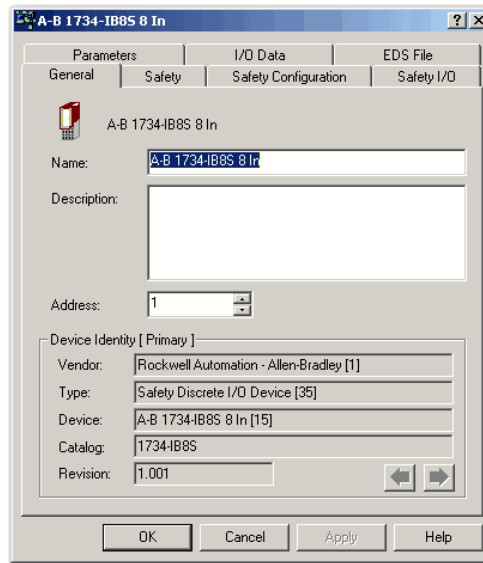 A-B 1734-IB8S 8 In
Parameters I/O Data EDS File
General Safety Safety Configuration Safety I/O
A-B 1734-IB8S 8 In
Name: A-B 1734-IB8S 8 In
Description:
Address: 1
Device Identity [ Primary ]
Vendor: Rockwell Automation - Allen-Bradley [1]
Type: Safety Discrete I/O Device [35]
Device: A-B 1734-IB8S 8 In [15]
Catalog: 1734-IB8S
Revision: 1.001
OK Cancel Apply Help